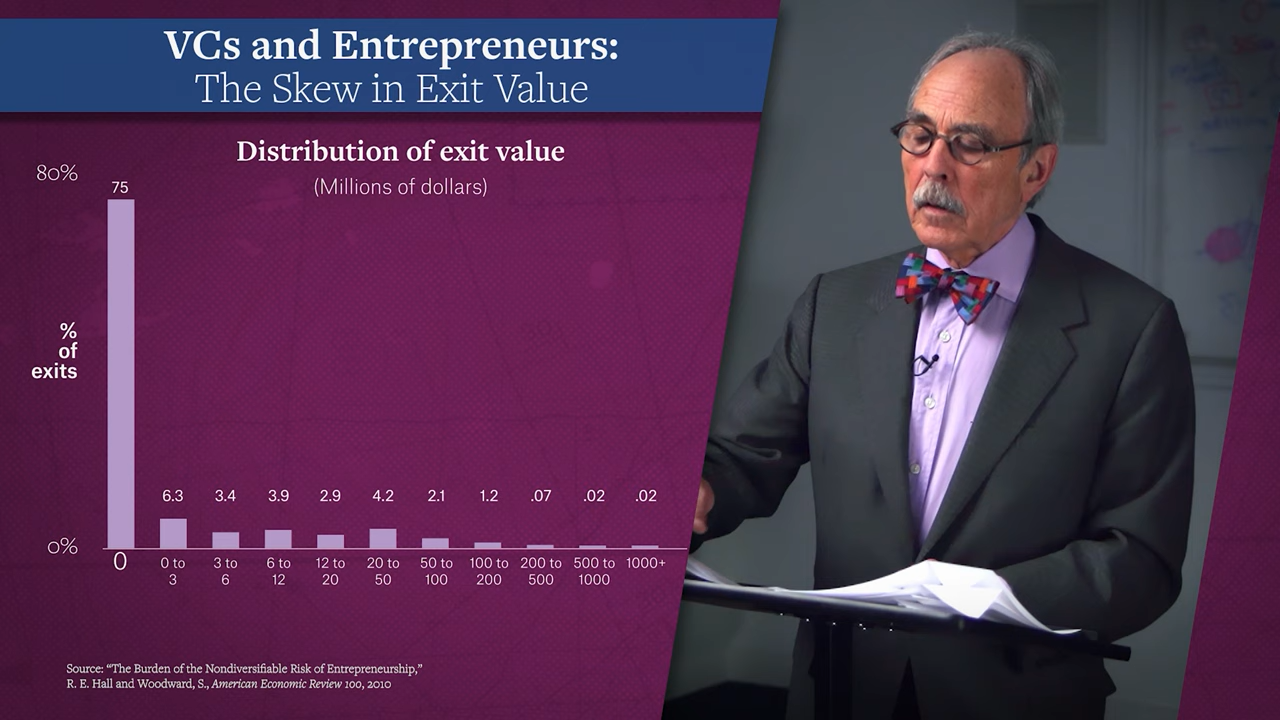 VCs and Entrepreneurs:
The Skew in Exit Value
Distribution of exit value
(Millions of dollars)
80%
75
%
of
exits
6.3 3.4 3.9 2.9 4.2 2.1 1.2 .07 .02 .02
0%
0 0 to 3 3 to 6 6 to 12 12 to 20 20 to 50 50 to 100 100 to 200 200 to 500 500 to 1000 1000+
Source: “The Burden of the Nondiversifiable Risk of Entrepreneurship,”
R. E. Hall and Woodward, S., American Economic Review 100, 2010